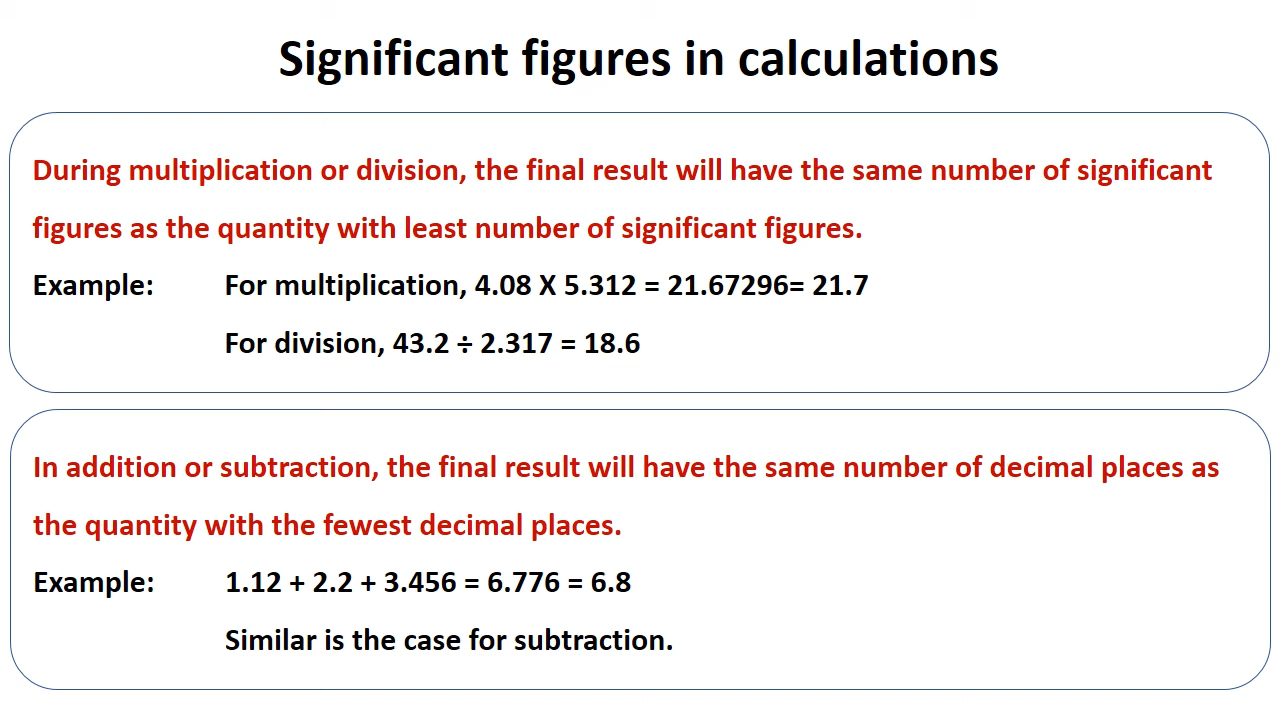 Significant figures in calculations
During multiplication or division, the final result will have the same number of significant
figures as the quantity with least number of significant figures.
Example: For multiplication, 4.08 X 5.312 = 21.67296= 21.7
For division, 43.2 ÷ 2.317 = 18.6
In addition or subtraction, the final result will have the same number of decimal places as
the quantity with the fewest decimal places.
Example: 1.12 + 2.2 + 3.456 = 6.776 = 6.8
Similar is the case for subtraction.